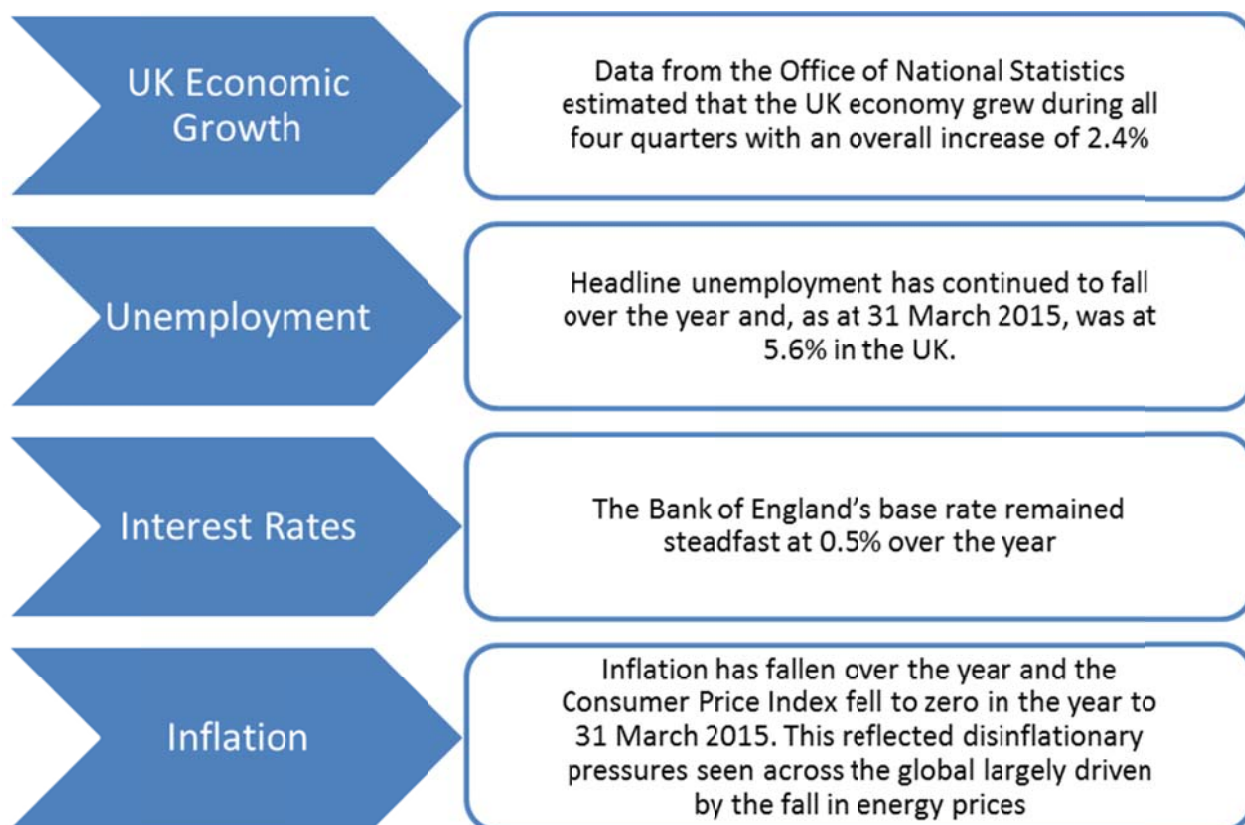 UK Economic
Growth
Data from the Office of National Statistics
estimated that the UK economy grew during all
four quarters with an overall increase of 2.4%
Unemployment
Headline unemployment has continued to fall
over the year and, as at 31 March 2015, was at
5.6% in the UK.
Interest Rates
The Bank of England’s base rate remained
steadfast at 0.5% over the year
Inflation
Inflation has fallen over the year and the
Consumer Price Index fell to zero in the year to
31 March 2015. This reflected disinflationary
pressures seen across the global largely driven
by the fall in energy prices